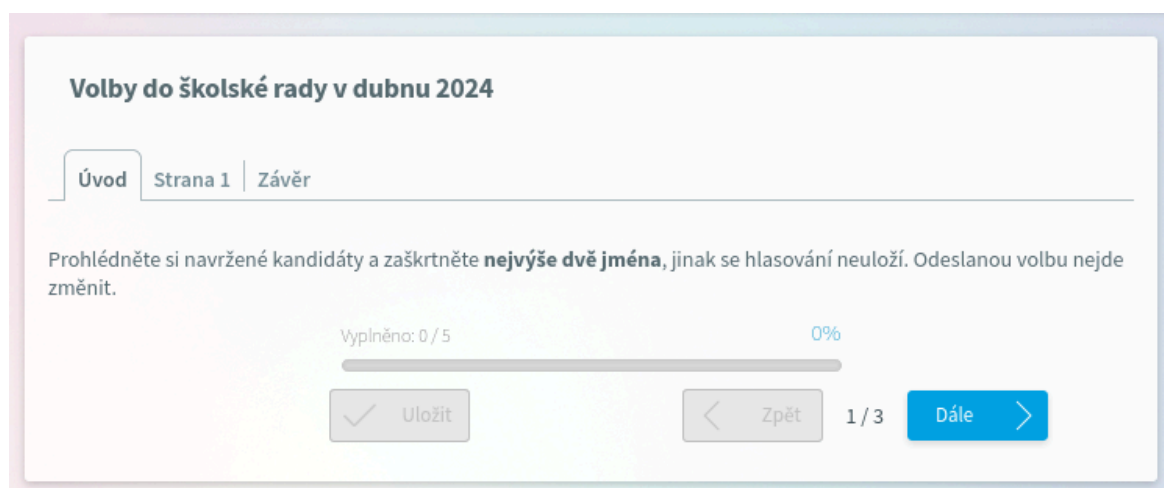 Volby do školské rady v dubnu 2024
Úvod Strana 1 Závěr
Prohlédněte si navržené kandidáty a zaškrtněte nejvýše dvě jména, jinak se hlasování neuloží. Odeslanou volbu nejde
změnit.
Vyplněno: 0 / 5 0%
Uložit Zpět 1 / 3 Dále